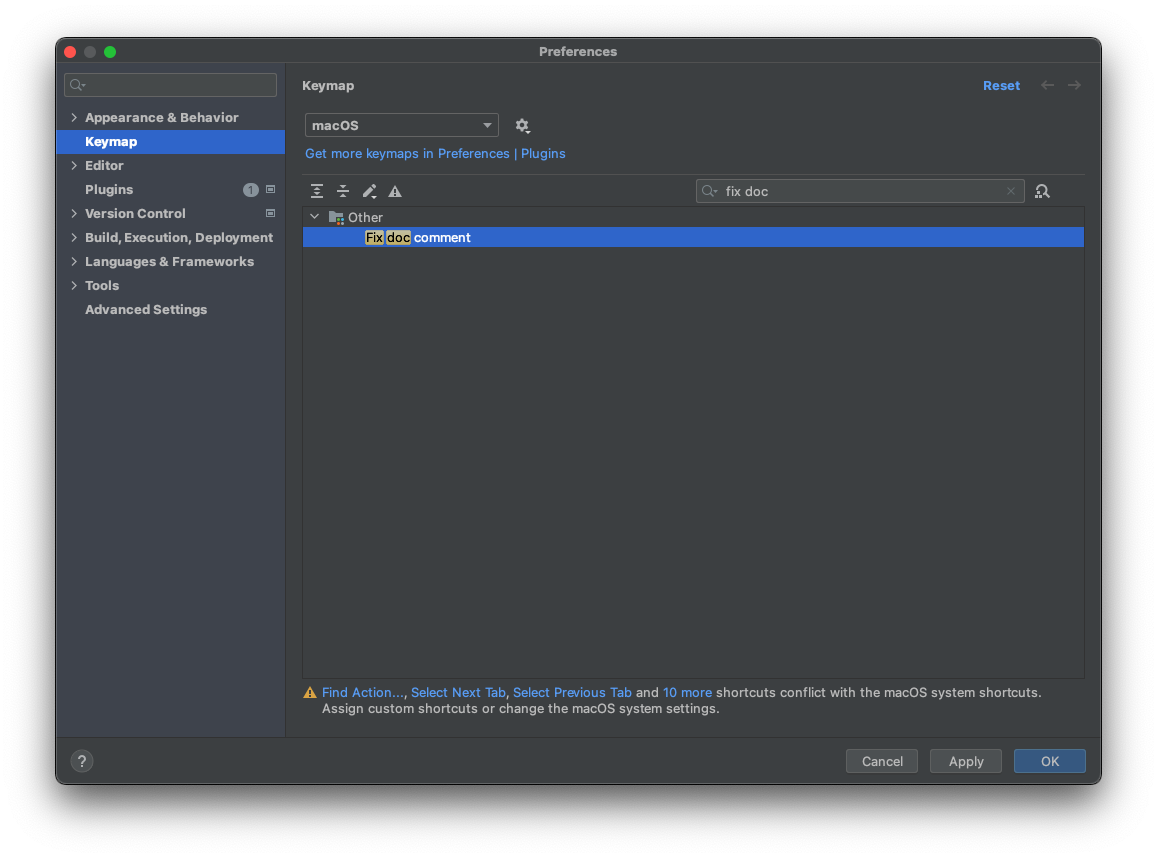 Preferences
Keymap
Reset
Appearance & Behavior
Keymap
Editor
Plugins 1
Version Control
Build, Execution, Deployment
Languages & Frameworks
Tools
Advanced Settings
macOS
Get more keymaps in Preferences | Plugins
fix doc
Other
Fix doc comment
Find Action..., Select Next Tab, Select Previous Tab and 10 more shortcuts conflict with the macOS system shortcuts.
Assign custom shortcuts or change the macOS system settings.
?
Cancel
Apply
OK